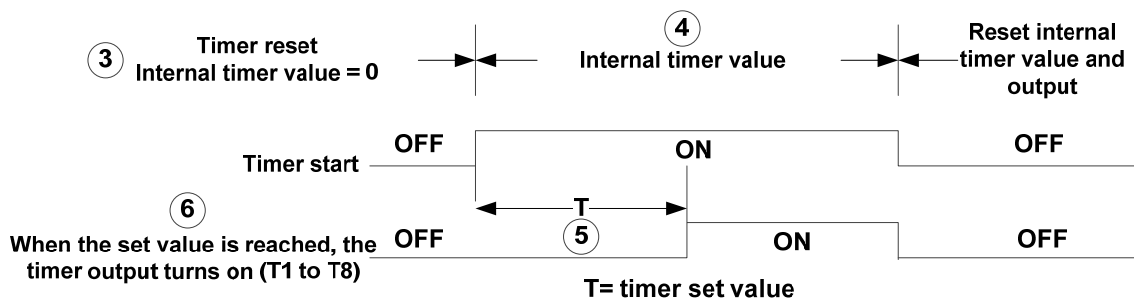 ③ Timer reset
Internal timer value = 0
④
Internal timer value
Reset internal
timer value and
output
Timer start
OFF
ON
OFF
⑥
When the set value is reached, the
timer output turns on (T1 to T8)
OFF
T
⑤
ON
OFF
T= timer set value